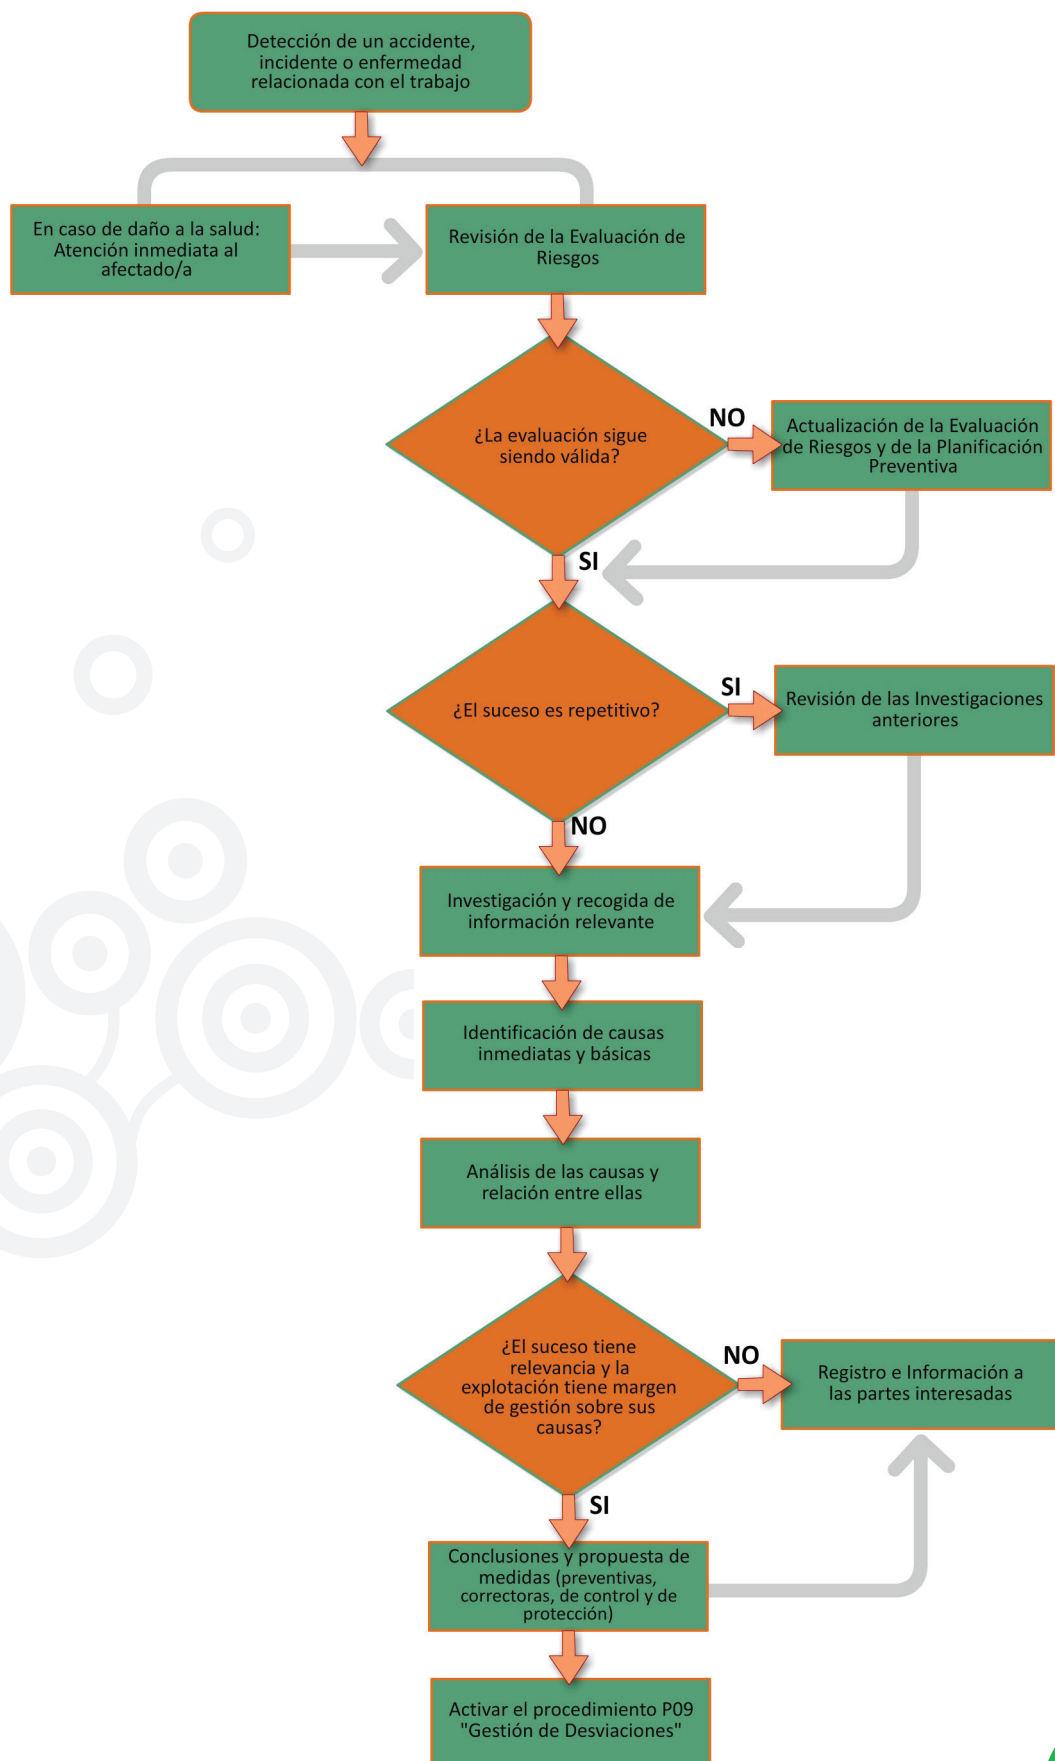 Detección de un accidente,
incidente o enfermedad
relacionada con el trabajo
En caso de daño a la salud:
Atención inmediata al
afectado/a
Revisión de la Evaluación de
Riesgos
¿La evaluación sigue
siendo válida?
NO
Actualización de la Evaluación
de Riesgos y de la Planificación
Preventiva
SI
¿El suceso es repetitivo?
SI
Revisión de las Investigaciones
anteriores
NO
Investigación y recogida de
información relevante
Identificación de causas
inmediatas y básicas
Análisis de las causas y
relación entre ellas
¿El suceso tiene
relevancia y la
explotación tiene margen
de gestión sobre sus
causas?
NO
Registro e Información a
las partes interesadas
SI
Conclusiones y propuesta de
medidas (preventivas,
correctoras, de control y de
protección)
Activar el procedimiento P09
"Gestión de Desviaciones"